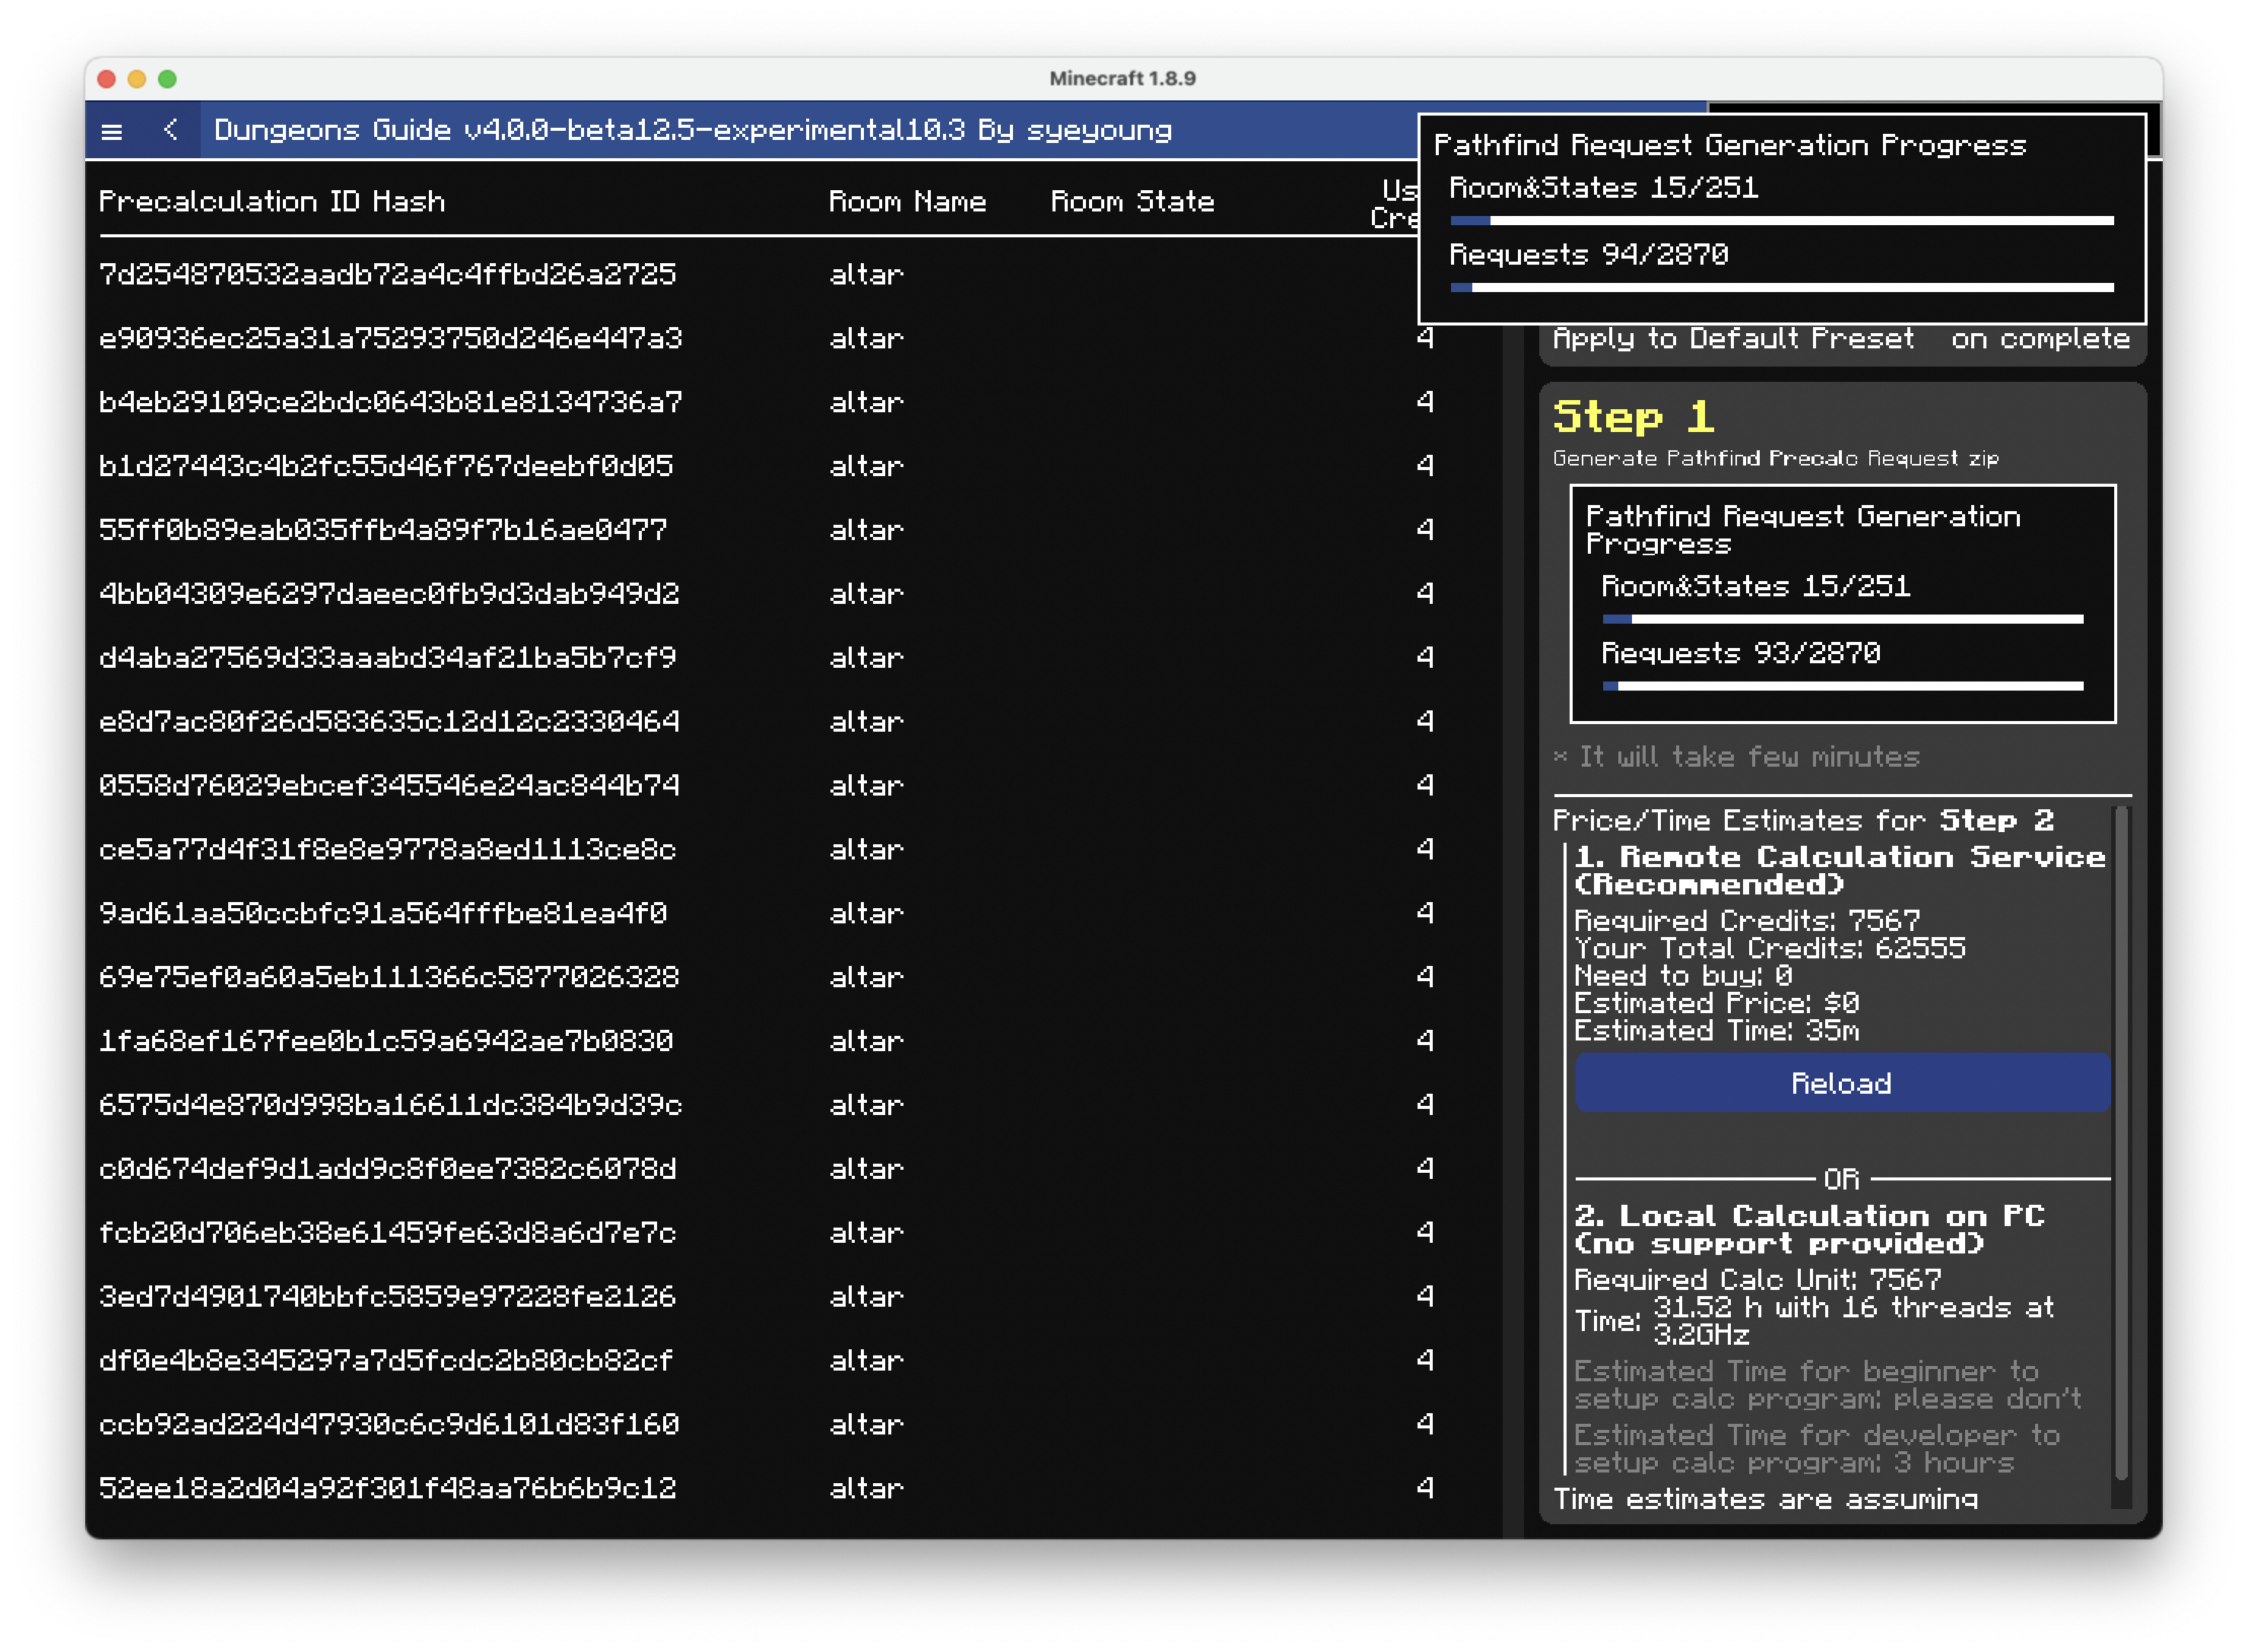 Minecraft 1.8.9
Dungeons Guide v4.0.0-beta12.5-experimental10.3 By syeyoung
Pathfind Request Generation Progress
Room&States 15/251
Requests 94/2870
Precalculation ID Hash Room Name Room State
7d254870532aadb72a4c4ffbd26a2725 altar
e90936ec25a31a75293750d246e447a3 altar 4
b4eb29109ce2bdc0643b81e8134736a7 altar 4
b1d27443c4b2fc55d46f767deebf0d05 altar 4
55ff0b89eab035ffb4a89f7b16ae0477 altar 4
4bb04309e6297daeec0fb9d3dab949d2 altar 4
d4aba27569d33aaabd34af21ba5b7cf9 altar 4
e8d7ac80f26d583635c12d12c2330464 altar 4
0558d76029ebcef345546e24ac844b74 altar 4
ce5a77d4f31f8e8e9778a8ed1113ce8c altar 4
9ad61aa50ccbfc91a564fffbe81ea4f0 altar 4
69e75ef0a60a5eb111366c5877026328 altar 4
1fa68ef167fee0b1c59a6942ae7b0830 altar 4
6575d4e870d998ba16611dc384b9d39c altar 4
c0d674def9d1add9c8f0ee7382c6078d altar 4
fcb20d706eb38e61459fe63d8a6d7e7c altar 4
3ed7d4901740bbfc5859e97228fe2126 altar 4
df0e4b8e345297a7d5fcdc2b80cb82cf altar 4
ccb92ad224d47930c6c9d6101d83f160 altar 4
52ee18a2d04a92f301f48aa76b6b9c12 altar 4
Apply to Default Preset on complete
Step 1
Generate Pathfind Precalc Request zip
Pathfind Request Generation
Progress
Room&States 15/251
Requests 93/2870
* It will take few minutes
Price/Time Estimates for Step 2
1. Remote Calculation Service
(Recommended)
Required Credits: 7567
Your Total Credits: 62555
Need to buy: 0
Estimated Price: $0
Estimated Time: 35m
Reload
OR
2. Local Calculation on PC
(no support provided)
Required Calc Unit: 7567
Time: 31.52 h with 16 threads at
3.2GHz
Estimated Time for beginner to
setup calc program: please don't
Estimated Time for developer to
setup calc program: 3 hours
Time estimates are assuming